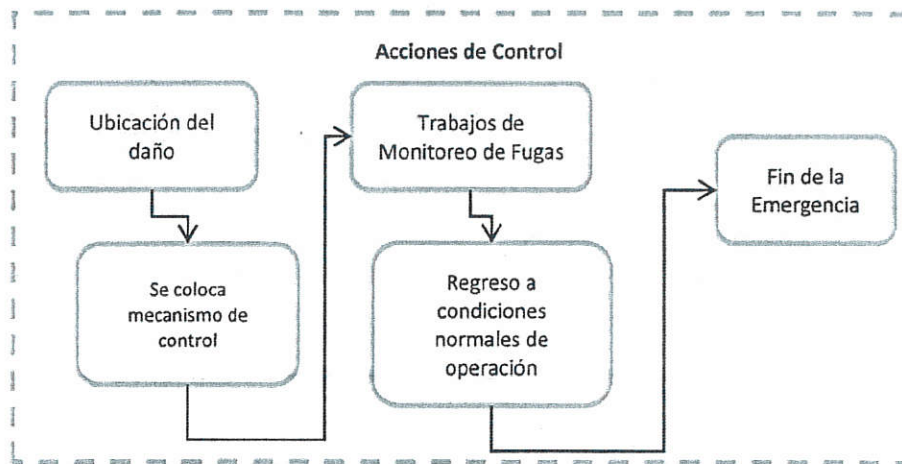 Acciones de Control
Ubicación del
daño
Se coloca
mecanismo de
control
Trabajos de
Monitoreo de Fugas
Regreso a
condiciones
normales de
operación
Fin de la
Emergencia